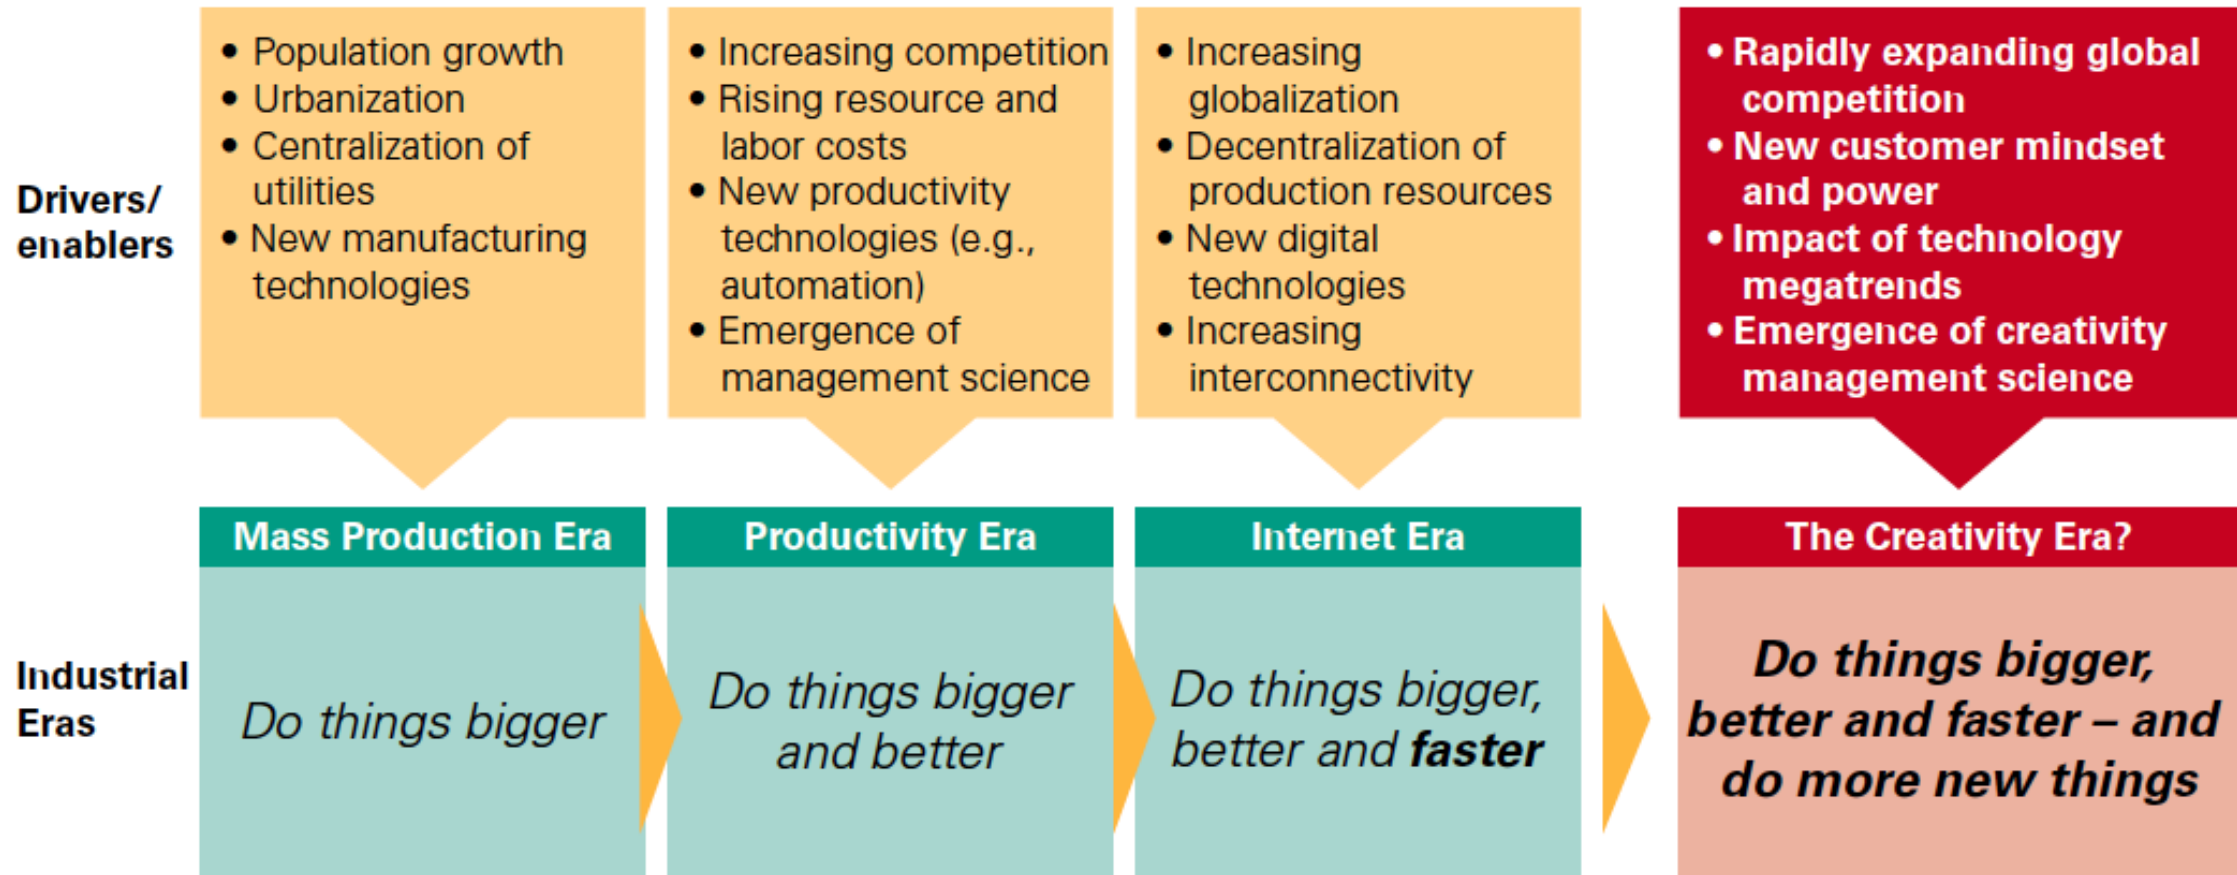 Drivers/
enablers
• Population growth
• Urbanization
• Centralization of
utilities
• New manufacturing
technologies
• Increasing competition
• Rising resource and
labor costs
• New productivity
technologies (e.g.,
automation)
• Emergence of
management science
• Increasing
globalization
• Decentralization of
production resources
• New digital
technologies
• Increasing
interconnectivity
• Rapidly expanding global
competition
• New customer mindset
and power
• Impact of technology
megatrends
• Emergence of creativity
management science
Industrial
Eras
Mass Production Era
Do things bigger
Productivity Era
Do things bigger
and better
Internet Era
Do things bigger,
better and faster
The Creativity Era?
Do things bigger,
better and faster – and
do more new things